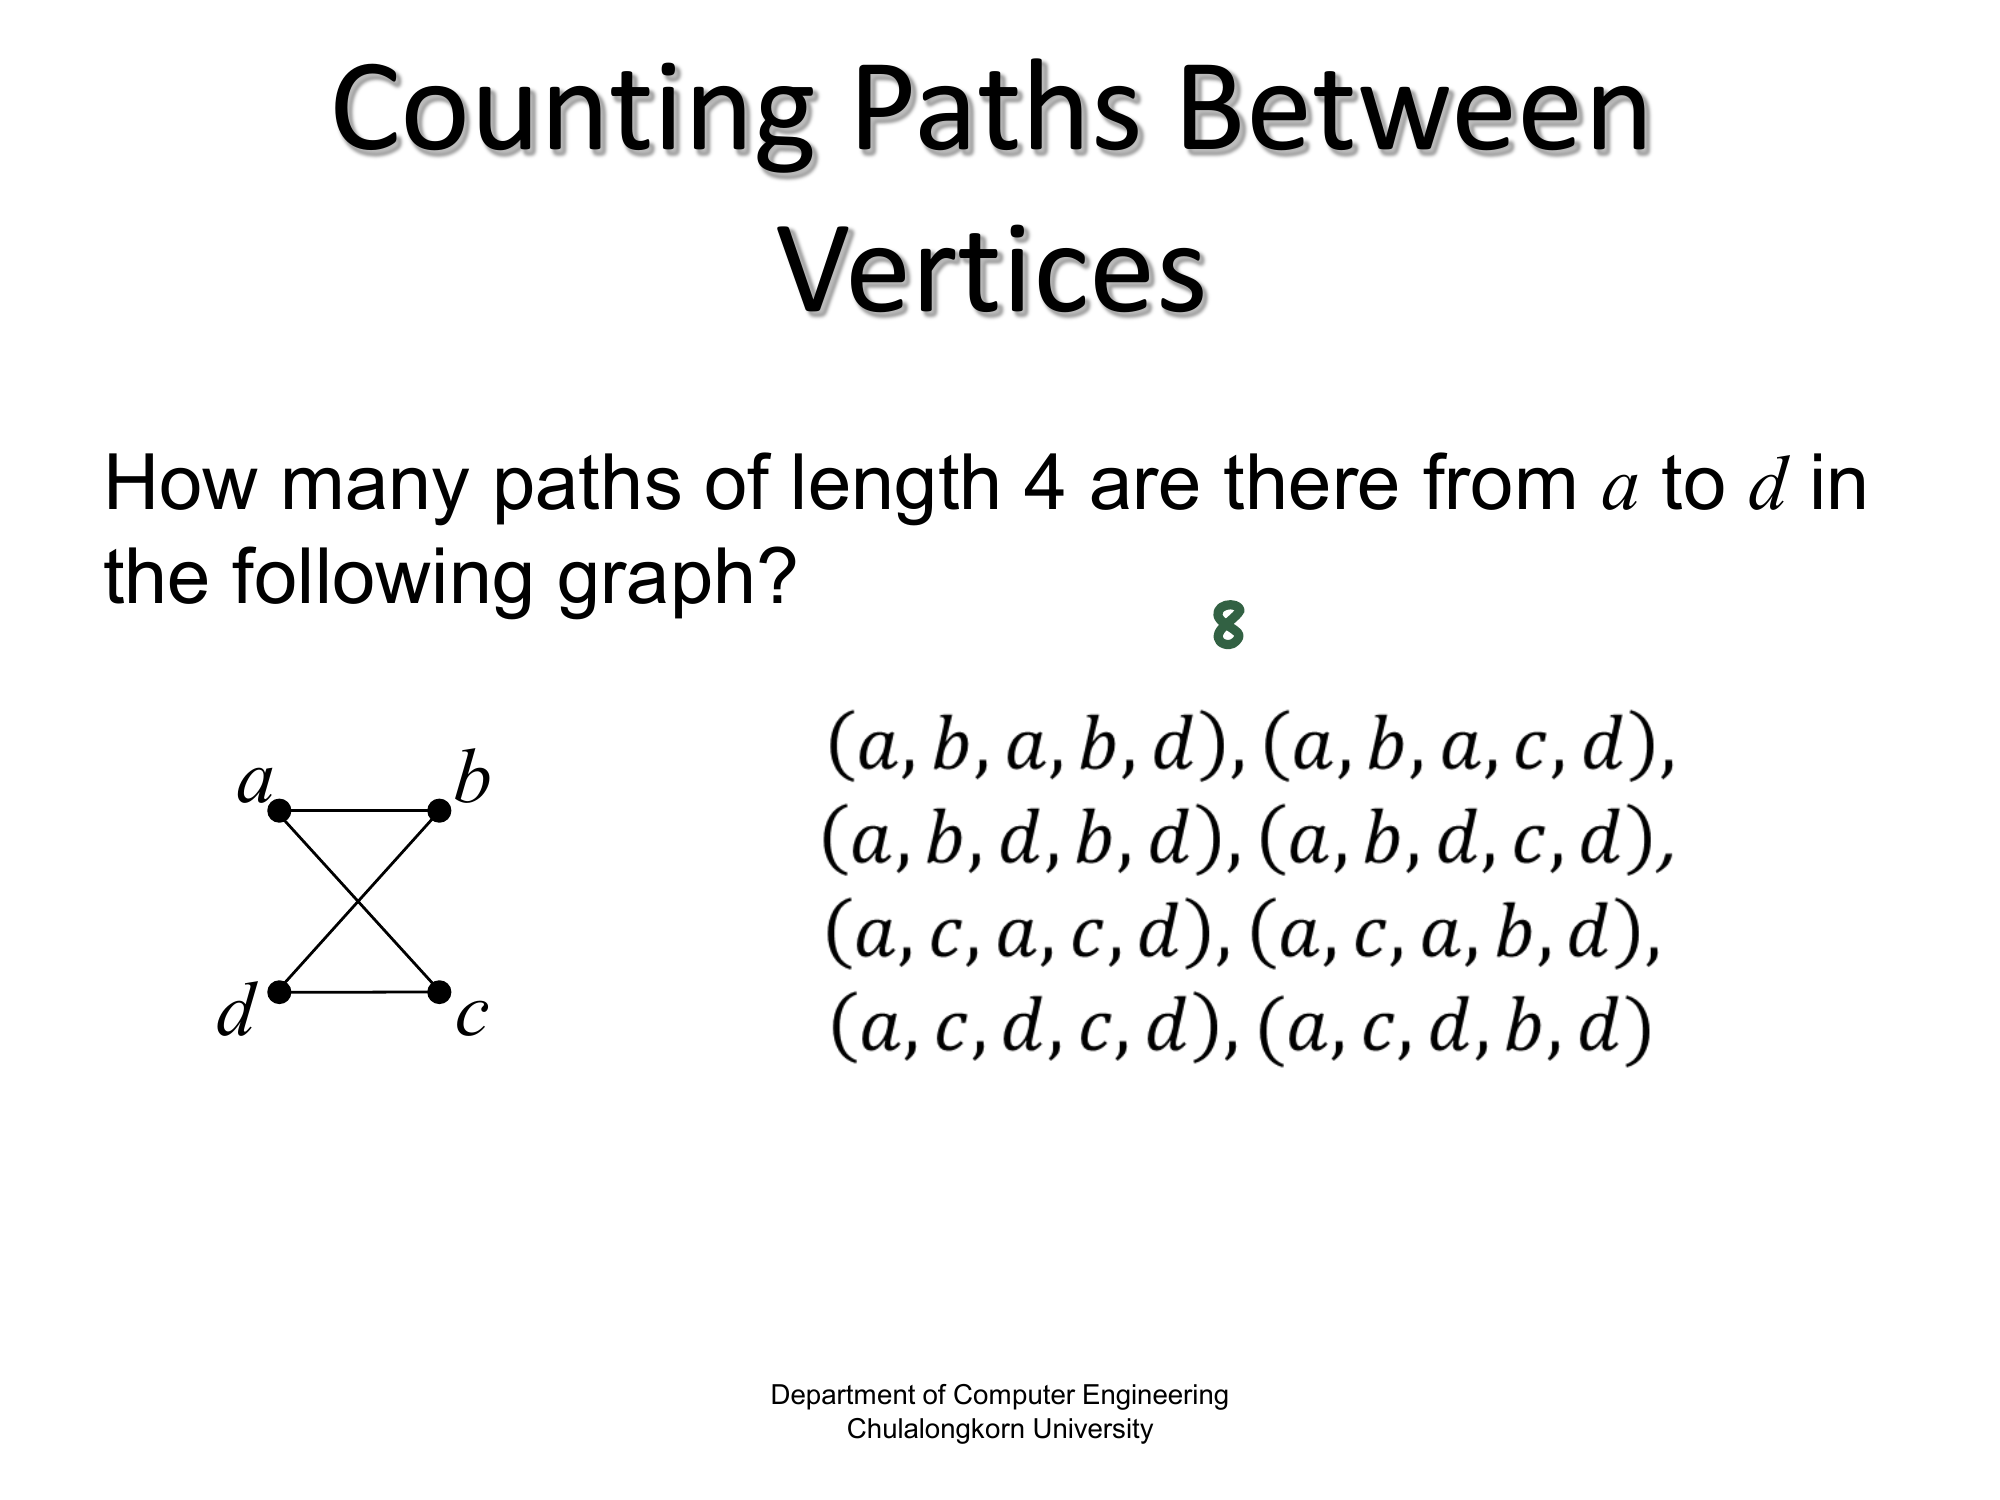 Counting Paths Between
Vertices
How many paths of length 4 are there from a to d in
the following graph?
8
a
b
d
c
(a, b, a, b, d), (a, b, a, c, d),
(a, b, d, b, d), (a, b, d, c, d),
(a, c, a, c, d), (a, c, a, b, d),
(a, c, d, c, d), (a, c, d, b, d)
Department of Computer Engineering
Chulalongkorn University